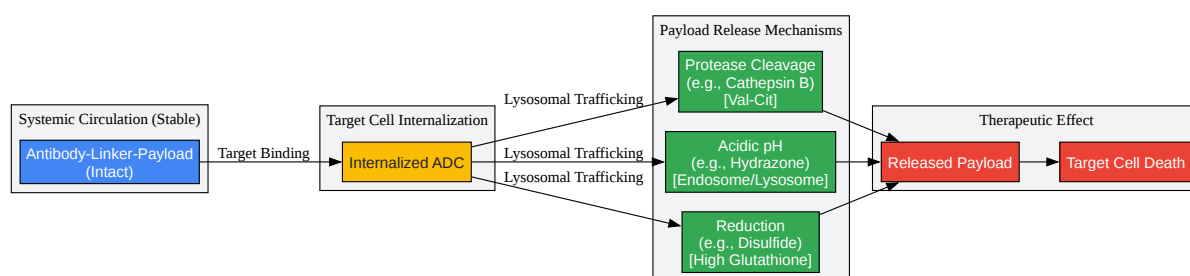 Systemic Circulation (Stable)
Antibody-Linker-Payload
(Intact)
Target Binding
Target Cell Internalization
Internalized ADC
Lysosomal Trafficking
Lysosomal Trafficking
Lysosomal Trafficking
Payload Release Mechanisms
Protease Cleavage
(e.g., Cathepsin B)
[Val-Cit]
Acidic pH
(e.g., Hydrazone)
[Endosome/Lysosome]
Reduction
(e.g., Disulfide)
[High Glutathione]
Therapeutic Effect
Released Payload
Target Cell Death